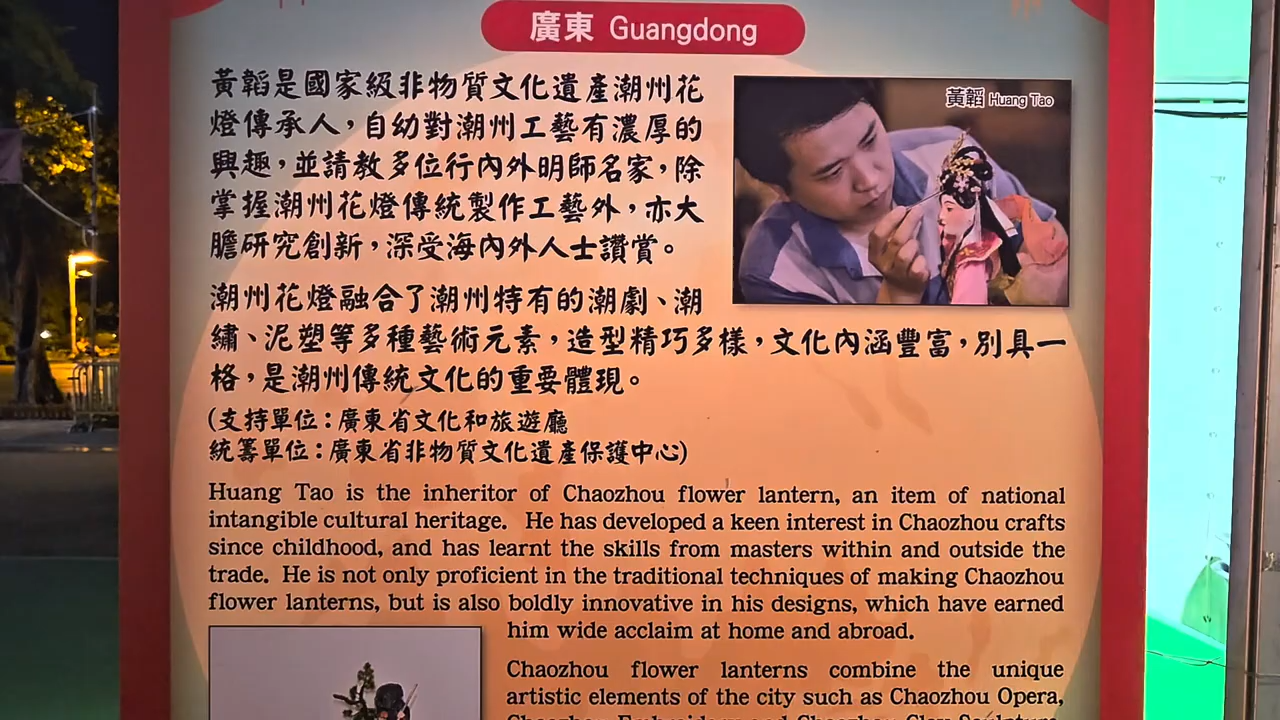 廣東 Guangdong
黃韜是國家級非物質文化遺產潮州花
燈傳承人，自幼對潮州工藝有濃厚的
興趣，並請教多位行內外明師名家，除
掌握潮州花燈傳統製作工藝外，亦大
膽研究創新，深受海內外人士讚賞。
黃韜 Huang Tao
潮州花燈融合了潮州特有的潮劇、潮
繡、泥塑等多種藝術元素，造型精巧多樣，文化內涵豐富，別具一
格，是潮州傳統文化的重要體現。
(支持單位：廣東省文化和旅遊廳
統籌單位：廣東省非物質文化遺產保護中心)
Huang Tao is the inheritor of Chaozhou flower lantern, an item of national
intangible cultural heritage. He has developed a keen interest in Chaozhou crafts
since childhood, and has learnt the skills from masters within and outside the
trade. He is not only proficient in the traditional techniques of making Chaozhou
flower lanterns, but is also boldly innovative in his designs, which have earned
him wide acclaim at home and abroad.
Chaozhou flower lanterns combine the unique
artistic elements of the city such as Chaozhou Opera,
Chaozhou Embroidery and Chaozhou Clay Sculpture,